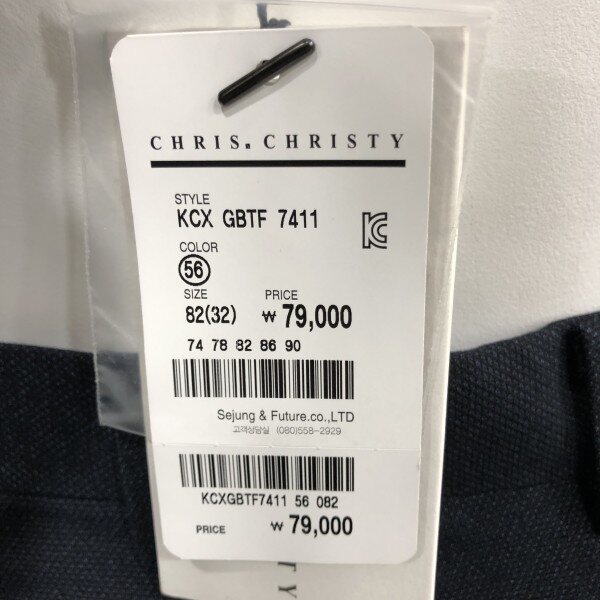 CHRIS.CHRISTY
STYLE
KCX GBTF 7411
COLOR
56
SIZE PRICE
82(32) ₩ 79,000
74 78 82 86 90
Sejung & Future.co.,LTD
고객상담실 (080)558-2929
KCXGBTF7411 56 082
PRICE ₩ 79,000
TY